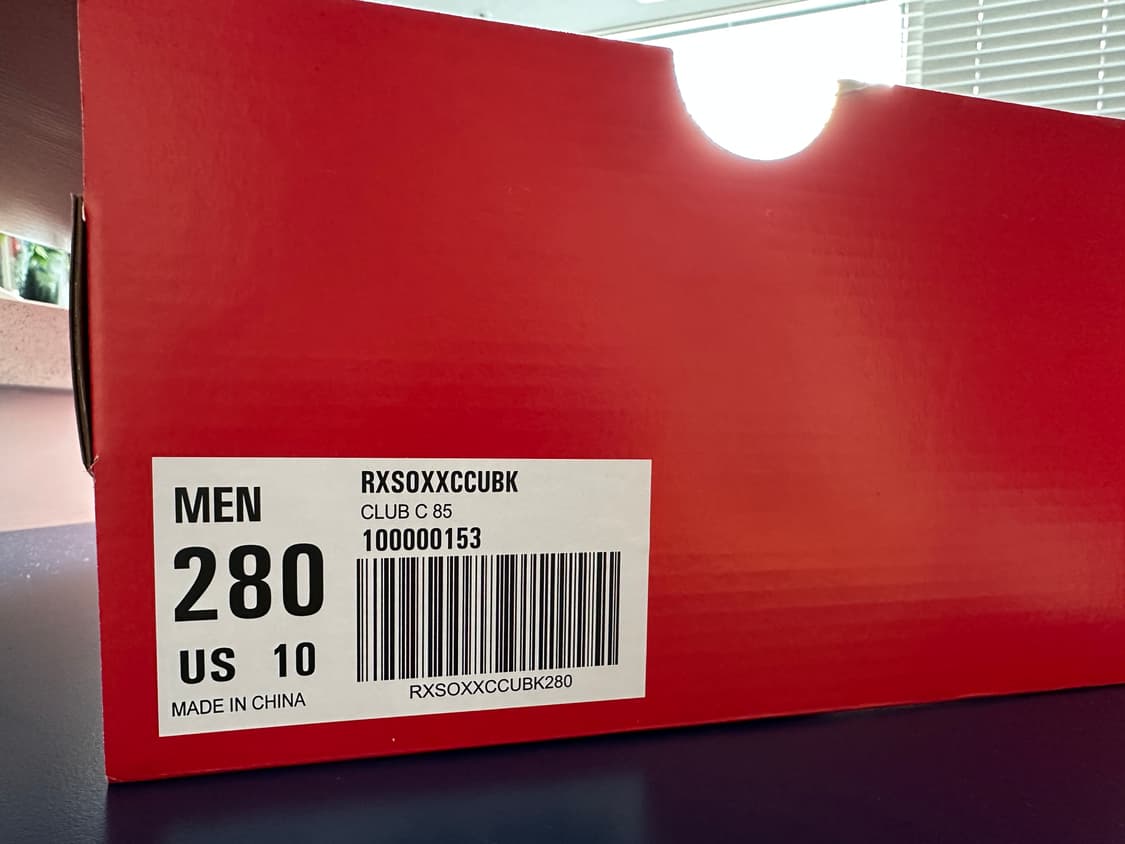 MEN
280
US 10
MADE IN CHINA
RXSOXXCCUBK
CLUB C 85
100000153
RXSOXXCCUBK280